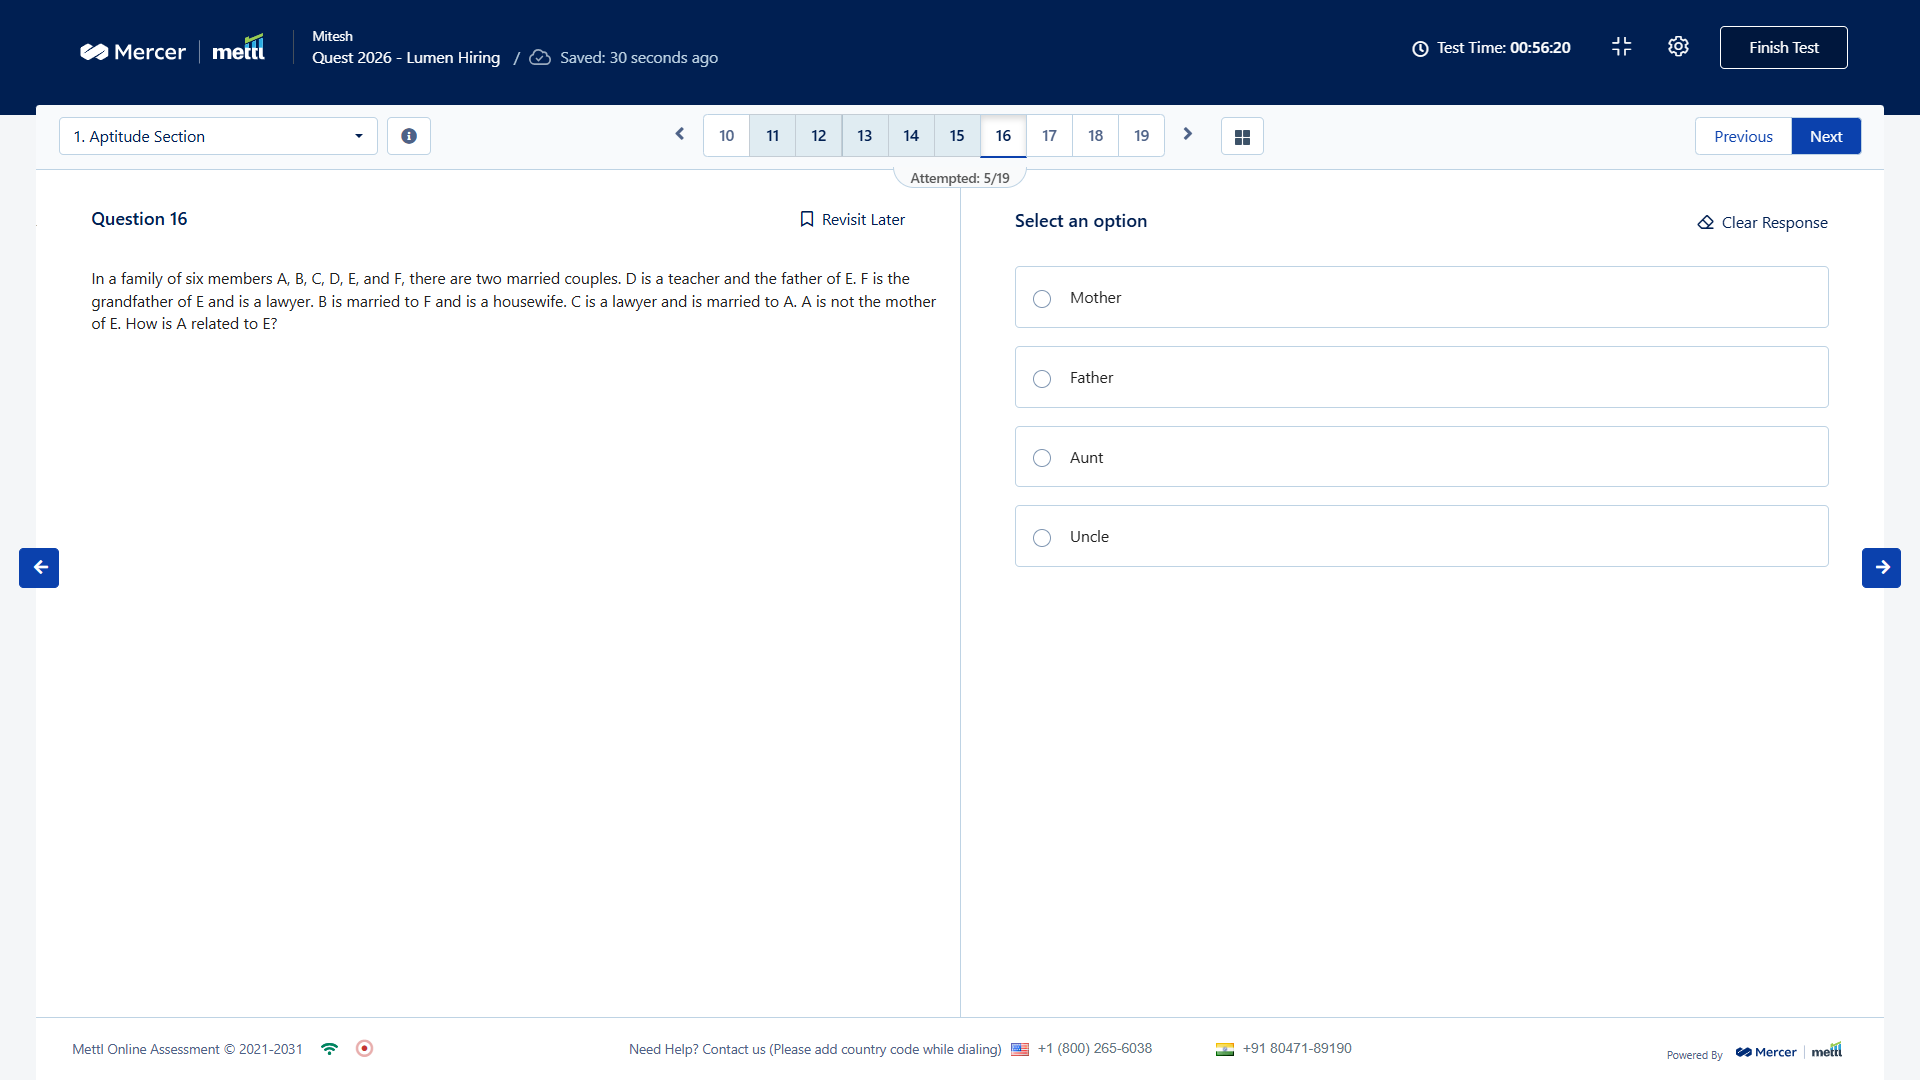 Mercer | mettl
Mitesh
Quest 2026 - Lumen Hiring / Saved: 30 seconds ago
Test Time: 00:56:20
Finish Test
1. Aptitude Section
10 11 12 13 14 15 16 17 18 19
Previous Next
Attempted: 5/19
Question 16
Revisit Later
In a family of six members A, B, C, D, E, and F, there are two married couples. D is a teacher and the father of E. F is the
grandfather of E and is a lawyer. B is married to F and is a housewife. C is a lawyer and is married to A. A is not the mother
of E. How is A related to E?
Select an option
Clear Response
Mother
Father
Aunt
Uncle
Mettl Online Assessment © 2021-2031
Need Help? Contact us (Please add country code while dialing) +1 (800) 265-6038 +91 80471-89190
Powered By Mercer | mettl